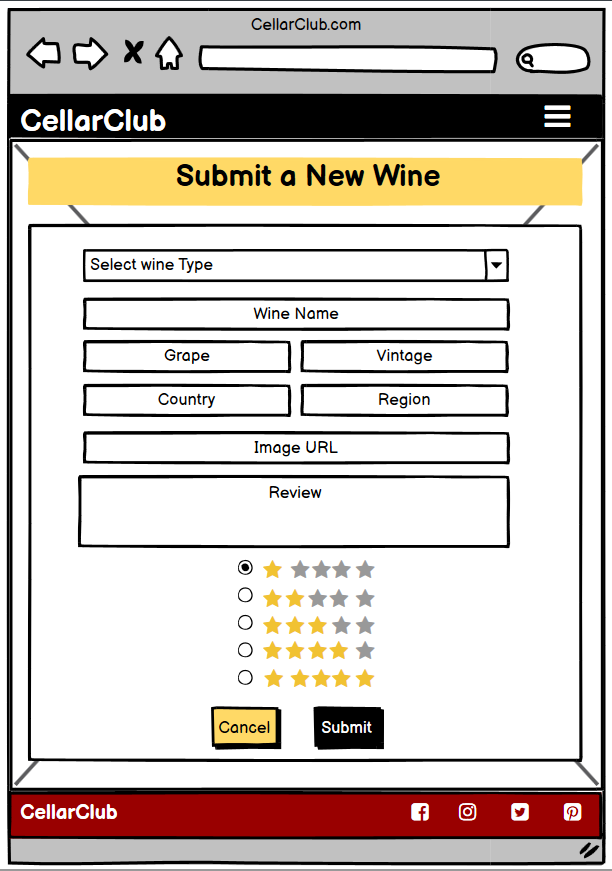 CellarClub.com
CellarClub
Submit a New Wine
Select wine Type
Wine Name
Grape
Vintage
Country
Region
Image URL
Review
Cancel
Submit
CellarClub